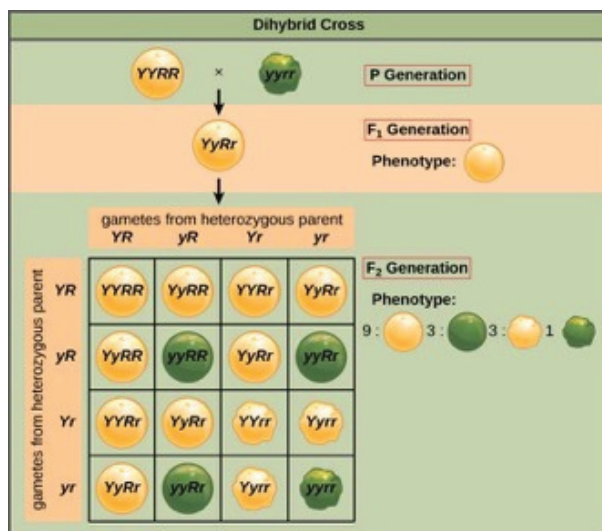 Dihybrid Cross
YYRR × yyrr P Generation
YyRr F₁ Generation
Phenotype:
gametes from heterozygous parent
YR yR Yr yr
gametes from heterozygous parent
YR YYRR YyRR YYRr YyRr
yR YyRR yyRR YyRr yyRr
Yr YYRr YyRr YYrr Yyrr
yr YyRr yyRr Yyrr yyrr
F₂ Generation
Phenotype:
9 : 3 : 3 : 1